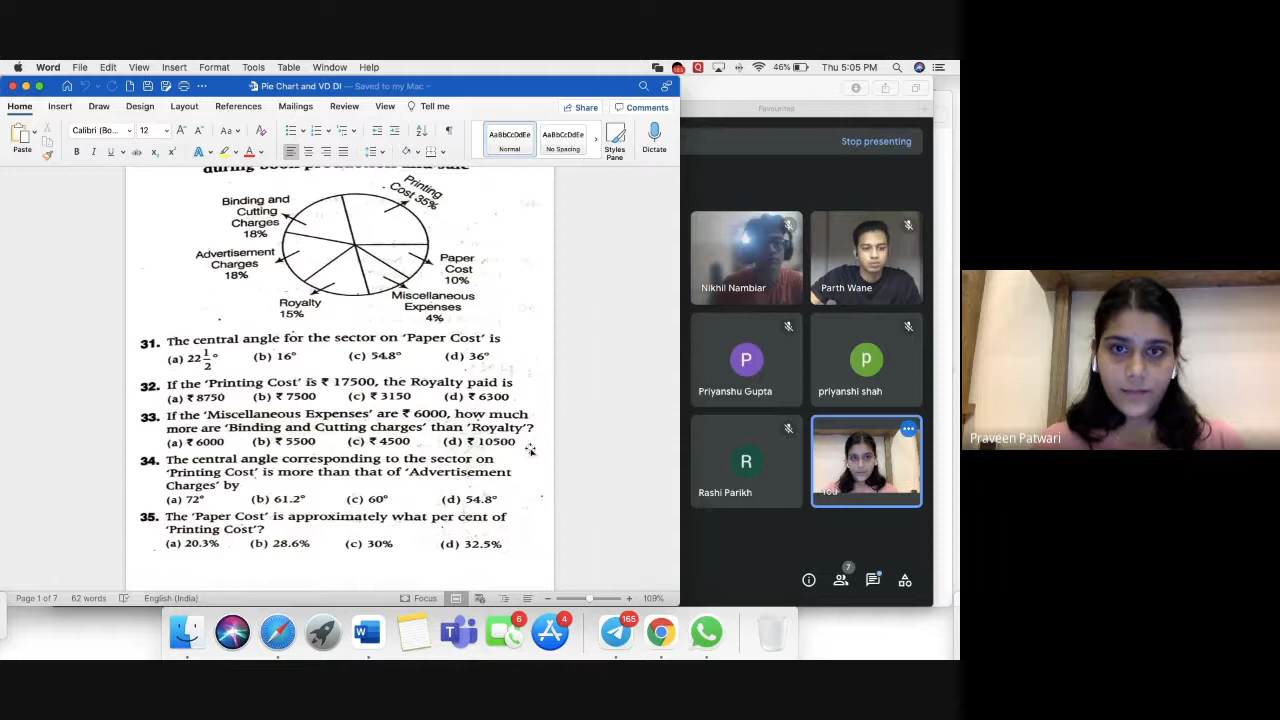 Word File Edit View Insert Format Tools Table Window Help
46% Thu 5:05 PM
Pie Chart and VD DI — Saved to my Mac
Home Insert Draw Design Layout References Mailings Review View Tell me
Share Comments
Favourites
Paste
Calibri (Bo... 12
AaBbCcDdEe AaBbCcDdEe
Normal No Spacing
Styles Pane
Dictate
Stop presenting
Printing
Cost 35%
Binding and
Cutting
Charges
18%
Advertisement
Charges
18%
Paper
Cost
10%
Royalty
15%
Miscellaneous
Expenses
4%
31. The central angle for the sector on 'Paper Cost' is
(a) 22 1/2° (b) 16° (c) 54.8° (d) 36°
32. If the 'Printing Cost' is ₹ 17500, the Royalty paid is
(a) ₹ 8750 (b) ₹ 7500 (c) ₹ 3150 (d) ₹ 6300
33. If the 'Miscellaneous Expenses' are ₹ 6000, how much
more are 'Binding and Cutting charges' than 'Royalty'?
(a) ₹ 6000 (b) ₹ 5500 (c) ₹ 4500 (d) ₹ 10500
34. The central angle corresponding to the sector on
'Printing Cost' is more than that of 'Advertisement
Charges' by
(a) 72° (b) 61.2° (c) 60° (d) 54.8°
35. The 'Paper Cost' is approximately what per cent of
'Printing Cost'?
(a) 20.3% (b) 28.6% (c) 30% (d) 32.5%
Page 1 of 7 62 words English (India) Focus 109%
Nikhil Nambiar
Parth Wane
P
Priyanshu Gupta
p
priyanshi shah
R
Rashi Parikh
You
7
Praveen Patwari
6 4 165